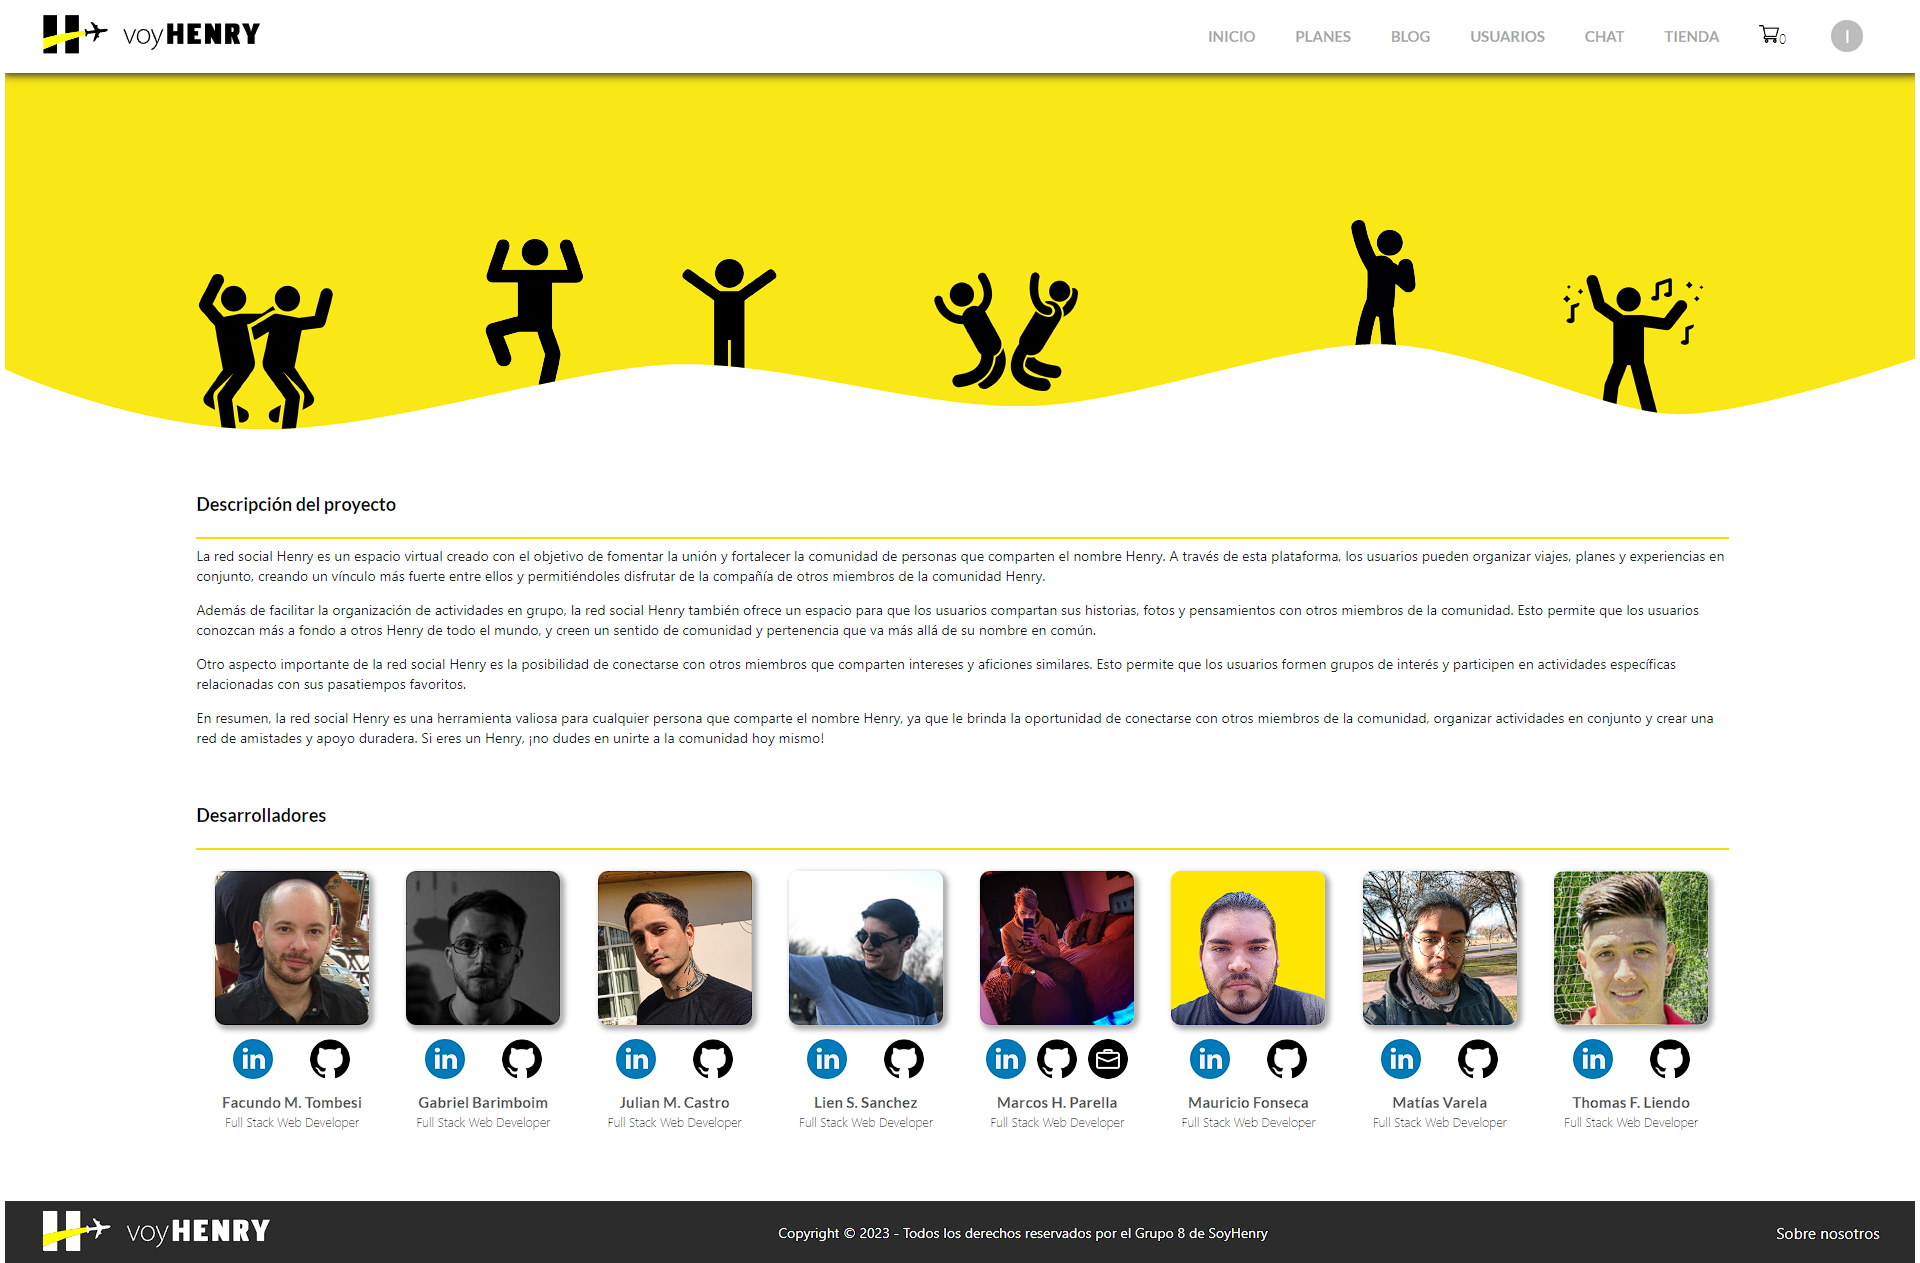 voyHENRY
INICIO PLANES BLOG USUARIOS CHAT TIENDA 0 I
Descripción del proyecto
La red social Henry es un espacio virtual creado con el objetivo de fomentar la unión y fortalecer la comunidad de personas que comparten el nombre Henry. A través de esta plataforma, los usuarios pueden organizar viajes, planes y experiencias en
conjunto, creando un vínculo más fuerte entre ellos y permitiéndoles disfrutar de la compañía de otros miembros de la comunidad Henry.
Además de facilitar la organización de actividades en grupo, la red social Henry también ofrece un espacio para que los usuarios compartan sus historias, fotos y pensamientos con otros miembros de la comunidad. Esto permite que los usuarios
conozcan más a fondo a otros Henry de todo el mundo, y creen un sentido de comunidad y pertenencia que va más allá de su nombre en común.
Otro aspecto importante de la red social Henry es la posibilidad de conectarse con otros miembros que comparten intereses y aficiones similares. Esto permite que los usuarios formen grupos de interés y participen en actividades específicas
relacionadas con sus pasatiempos favoritos.
En resumen, la red social Henry es una herramienta valiosa para cualquier persona que comparte el nombre Henry, ya que le brinda la oportunidad de conectarse con otros miembros de la comunidad, organizar actividades en conjunto y crear una
red de amistades y apoyo duradera. Si eres un Henry, ¡no dudes en unirte a la comunidad hoy mismo!
Desarrolladores
in in in in in in in in
Facundo M. Tombesi Gabriel Barimboim Julian M. Castro Lien S. Sanchez Marcos H. Parella Mauricio Fonseca Matías Varela Thomas F. Liendo
Full Stack Web Developer Full Stack Web Developer Full Stack Web Developer Full Stack Web Developer Full Stack Web Developer Full Stack Web Developer Full Stack Web Developer Full Stack Web Developer
voyHENRY
Copyright © 2023 - Todos los derechos reservados por el Grupo 8 de SoyHenry
Sobre nosotros